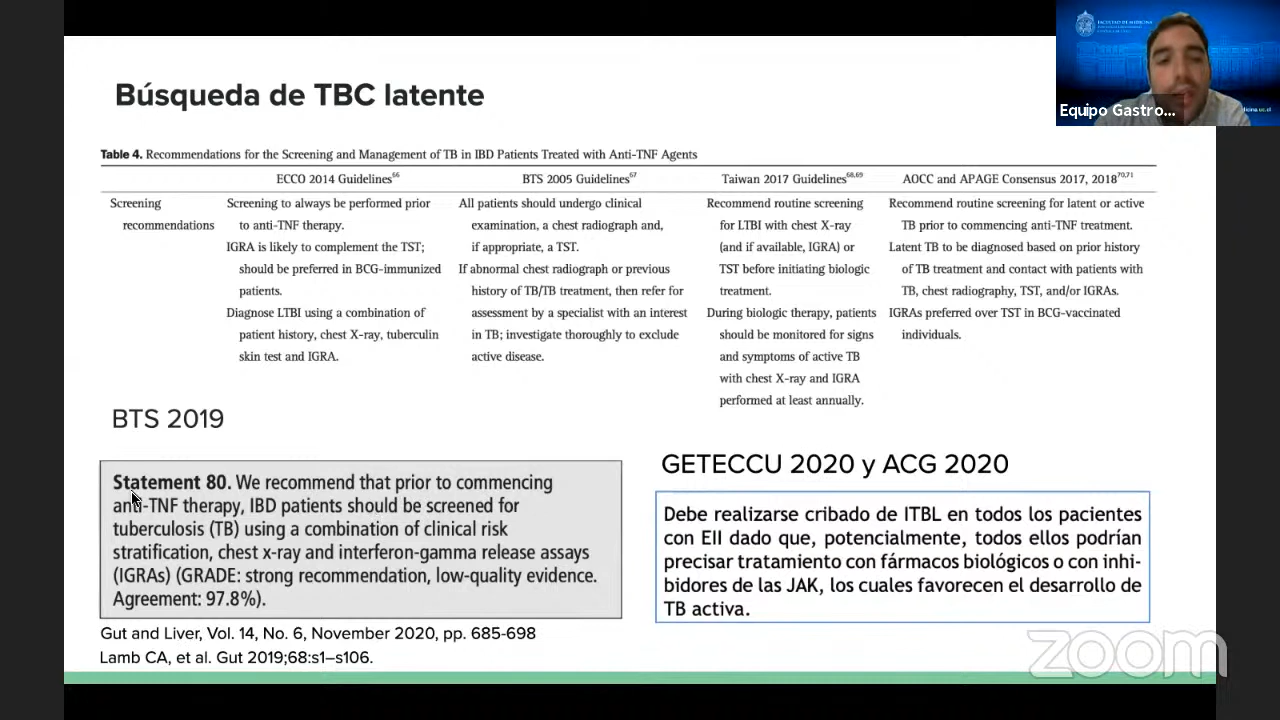 Búsqueda de TBC latente
FACULTAD DE MEDICINA
Equipo Gastro...
Table 4. Recommendations for the Screening and Management of TB in IBD Patients Treated with Anti-TNF Agents
ECCO 2014 Guidelines66
BTS 2005 Guidelines67
Taiwan 2017 Guidelines68,69
AOCC and APAGE Consensus 2017, 201870,71
Screening
recommendations
Screening to always be performed prior
to anti-TNF therapy.
IGRA is likely to complement the TST;
should be preferred in BCG-immunized
patients.
Diagnose LTBI using a combination of
patient history, chest X-ray, tuberculin
skin test and IGRA.
All patients should undergo clinical
examination, a chest radiograph and,
if appropriate, a TST.
If abnormal chest radiograph or previous
history of TB/TB treatment, then refer for
assessment by a specialist with an interest
in TB; investigate thoroughly to exclude
active disease.
Recommend routine screening
for LTBI with chest X-ray
(and if available, IGRA) or
TST before initiating biologic
treatment.
During biologic therapy, patients
should be monitored for signs
and symptoms of active TB
with chest X-ray and IGRA
performed at least annually.
Recommend routine screening for latent or active
TB prior to commencing anti-TNF treatment.
Latent TB to be diagnosed based on prior history
of TB treatment and contact with patients with
TB, chest radiography, TST, and/or IGRAs.
IGRAs preferred over TST in BCG-vaccinated
individuals.
BTS 2019
Statement 80. We recommend that prior to commencing
anti-TNF therapy, IBD patients should be screened for
tuberculosis (TB) using a combination of clinical risk
stratification, chest x-ray and interferon-gamma release assays
(IGRAs) (GRADE: strong recommendation, low-quality evidence.
Agreement: 97.8%).
GETECCU 2020 y ACG 2020
Debe realizarse cribado de ITBL en todos los pacientes
con EII dado que, potencialmente, todos ellos podrían
precisar tratamiento con fármacos biológicos o con inhi-
bidores de las JAK, los cuales favorecen el desarrollo de
TB activa.
Gut and Liver, Vol. 14, No. 6, November 2020, pp. 685-698
Lamb CA, et al. Gut 2019;68:s1–s106.
zoom